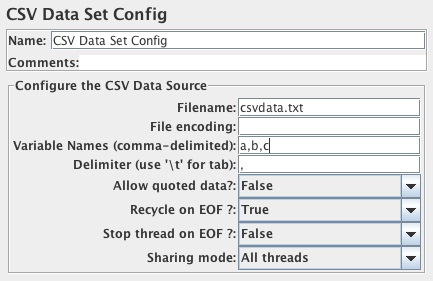 CSV Data Set Config
Name: CSV Data Set Config
Comments:
Configure the CSV Data Source
Filename: csvdata.txt
File encoding:
Variable Names (comma-delimited): a,b,c
Delimiter (use '\t' for tab): ,
Allow quoted data?: False
Recycle on EOF ?: True
Stop thread on EOF ?: False
Sharing mode: All threads